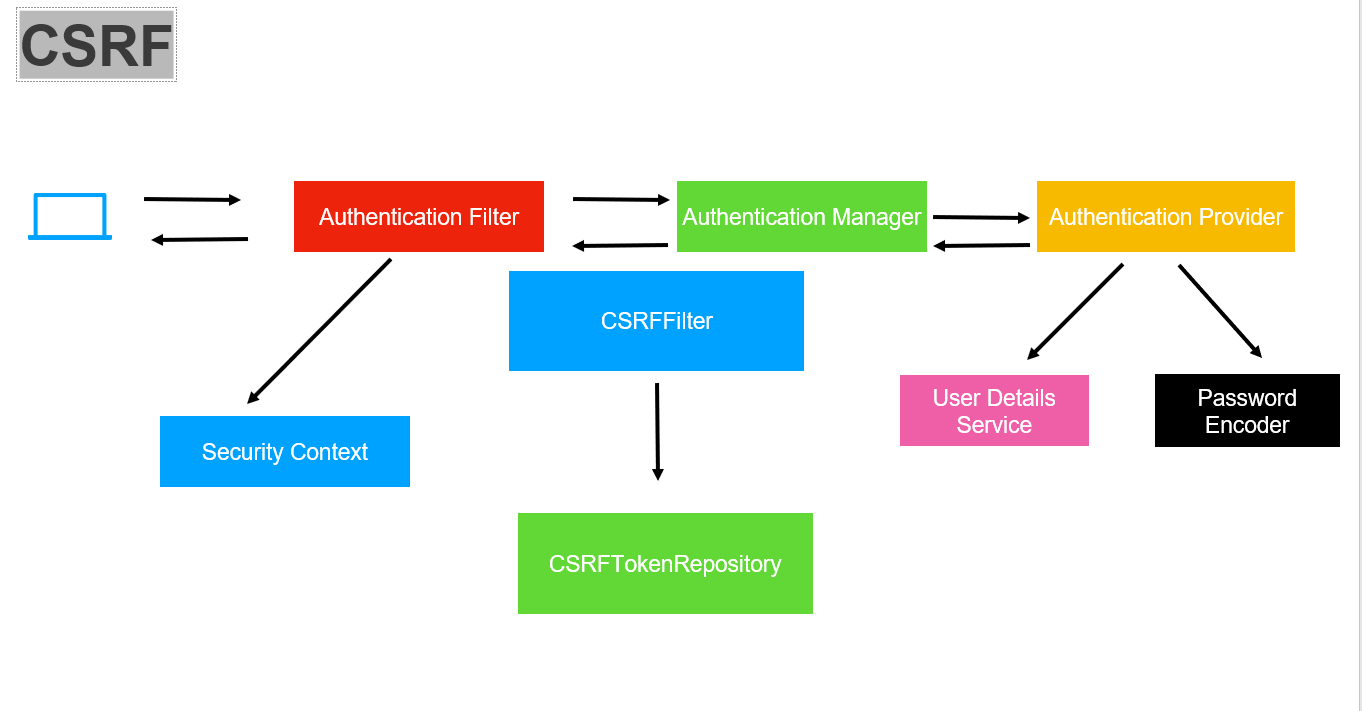 CSRF
Authentication Filter
Authentication Manager
Authentication Provider
CSRFFilter
User Details
Service
Password
Encoder
Security Context
CSRFTokenRepository